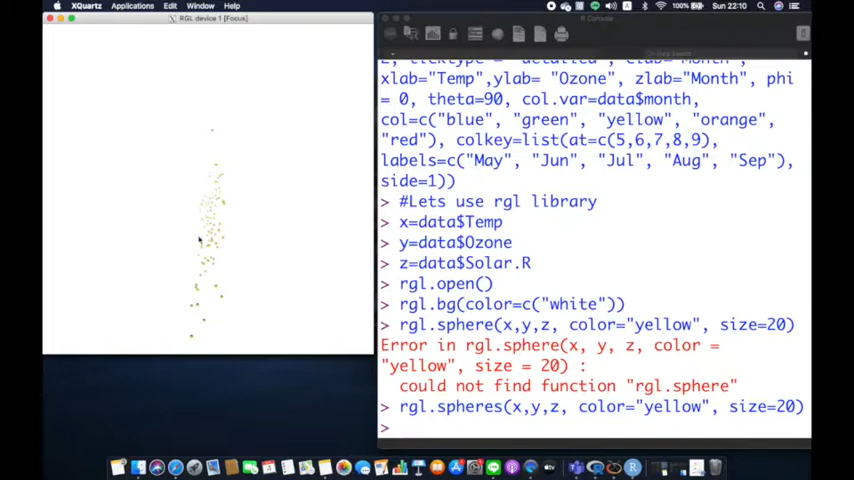 XQuartz Applications Edit Window Help
100% Sun 22:10
RGL device 1 [Focus]
R Console
xlab="Temp",ylab= "Ozone", zlab="Month", phi
= 0, theta=90, col.var=data$month,
col=c("blue", "green", "yellow", "orange",
"red"), colkey=list(at=c(5,6,7,8,9),
labels=c("May", "Jun", "Jul", "Aug", "Sep"),
side=1))
> #Lets use rgl library
> x=data$Temp
> y=data$Ozone
> z=data$Solar.R
> rgl.open()
> rgl.bg(color=c("white"))
> rgl.sphere(x,y,z, color="yellow", size=20)
Error in rgl.sphere(x, y, z, color =
"yellow", size = 20) :
could not find function "rgl.sphere"
> rgl.spheres(x,y,z, color="yellow", size=20)
>